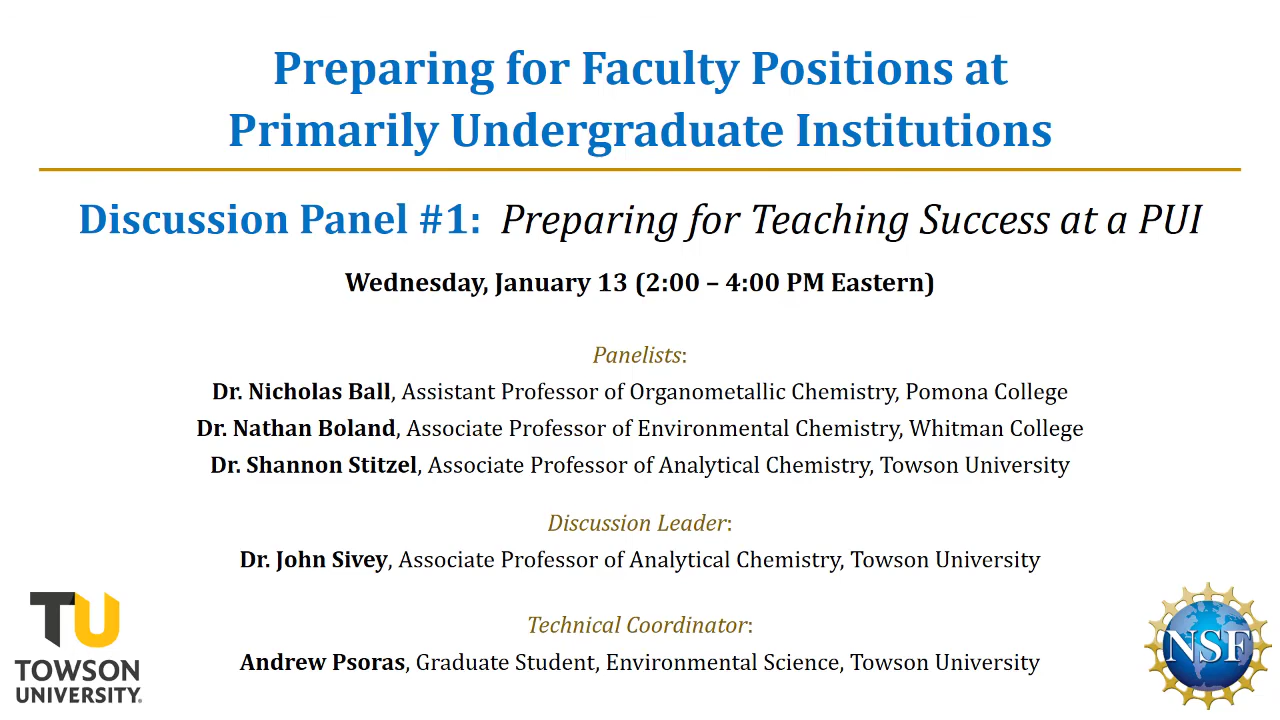 Preparing for Faculty Positions at
Primarily Undergraduate Institutions
Discussion Panel #1: Preparing for Teaching Success at a PUI
Wednesday, January 13 (2:00 – 4:00 PM Eastern)
Panelists:
Dr. Nicholas Ball, Assistant Professor of Organometallic Chemistry, Pomona College
Dr. Nathan Boland, Associate Professor of Environmental Chemistry, Whitman College
Dr. Shannon Stitzel, Associate Professor of Analytical Chemistry, Towson University
Discussion Leader:
Dr. John Sivey, Associate Professor of Analytical Chemistry, Towson University
Technical Coordinator:
Andrew Psoras, Graduate Student, Environmental Science, Towson University
TU
TOWSON
UNIVERSITY.
NSF